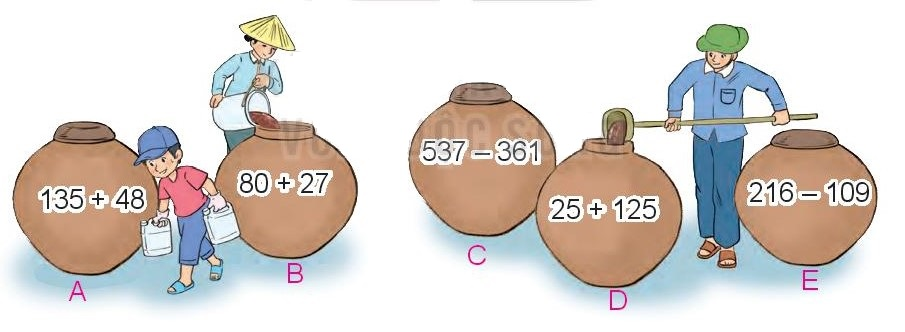 135 + 48
A
80 + 27
B
537 – 361
C
25 + 125
D
216 – 109
E